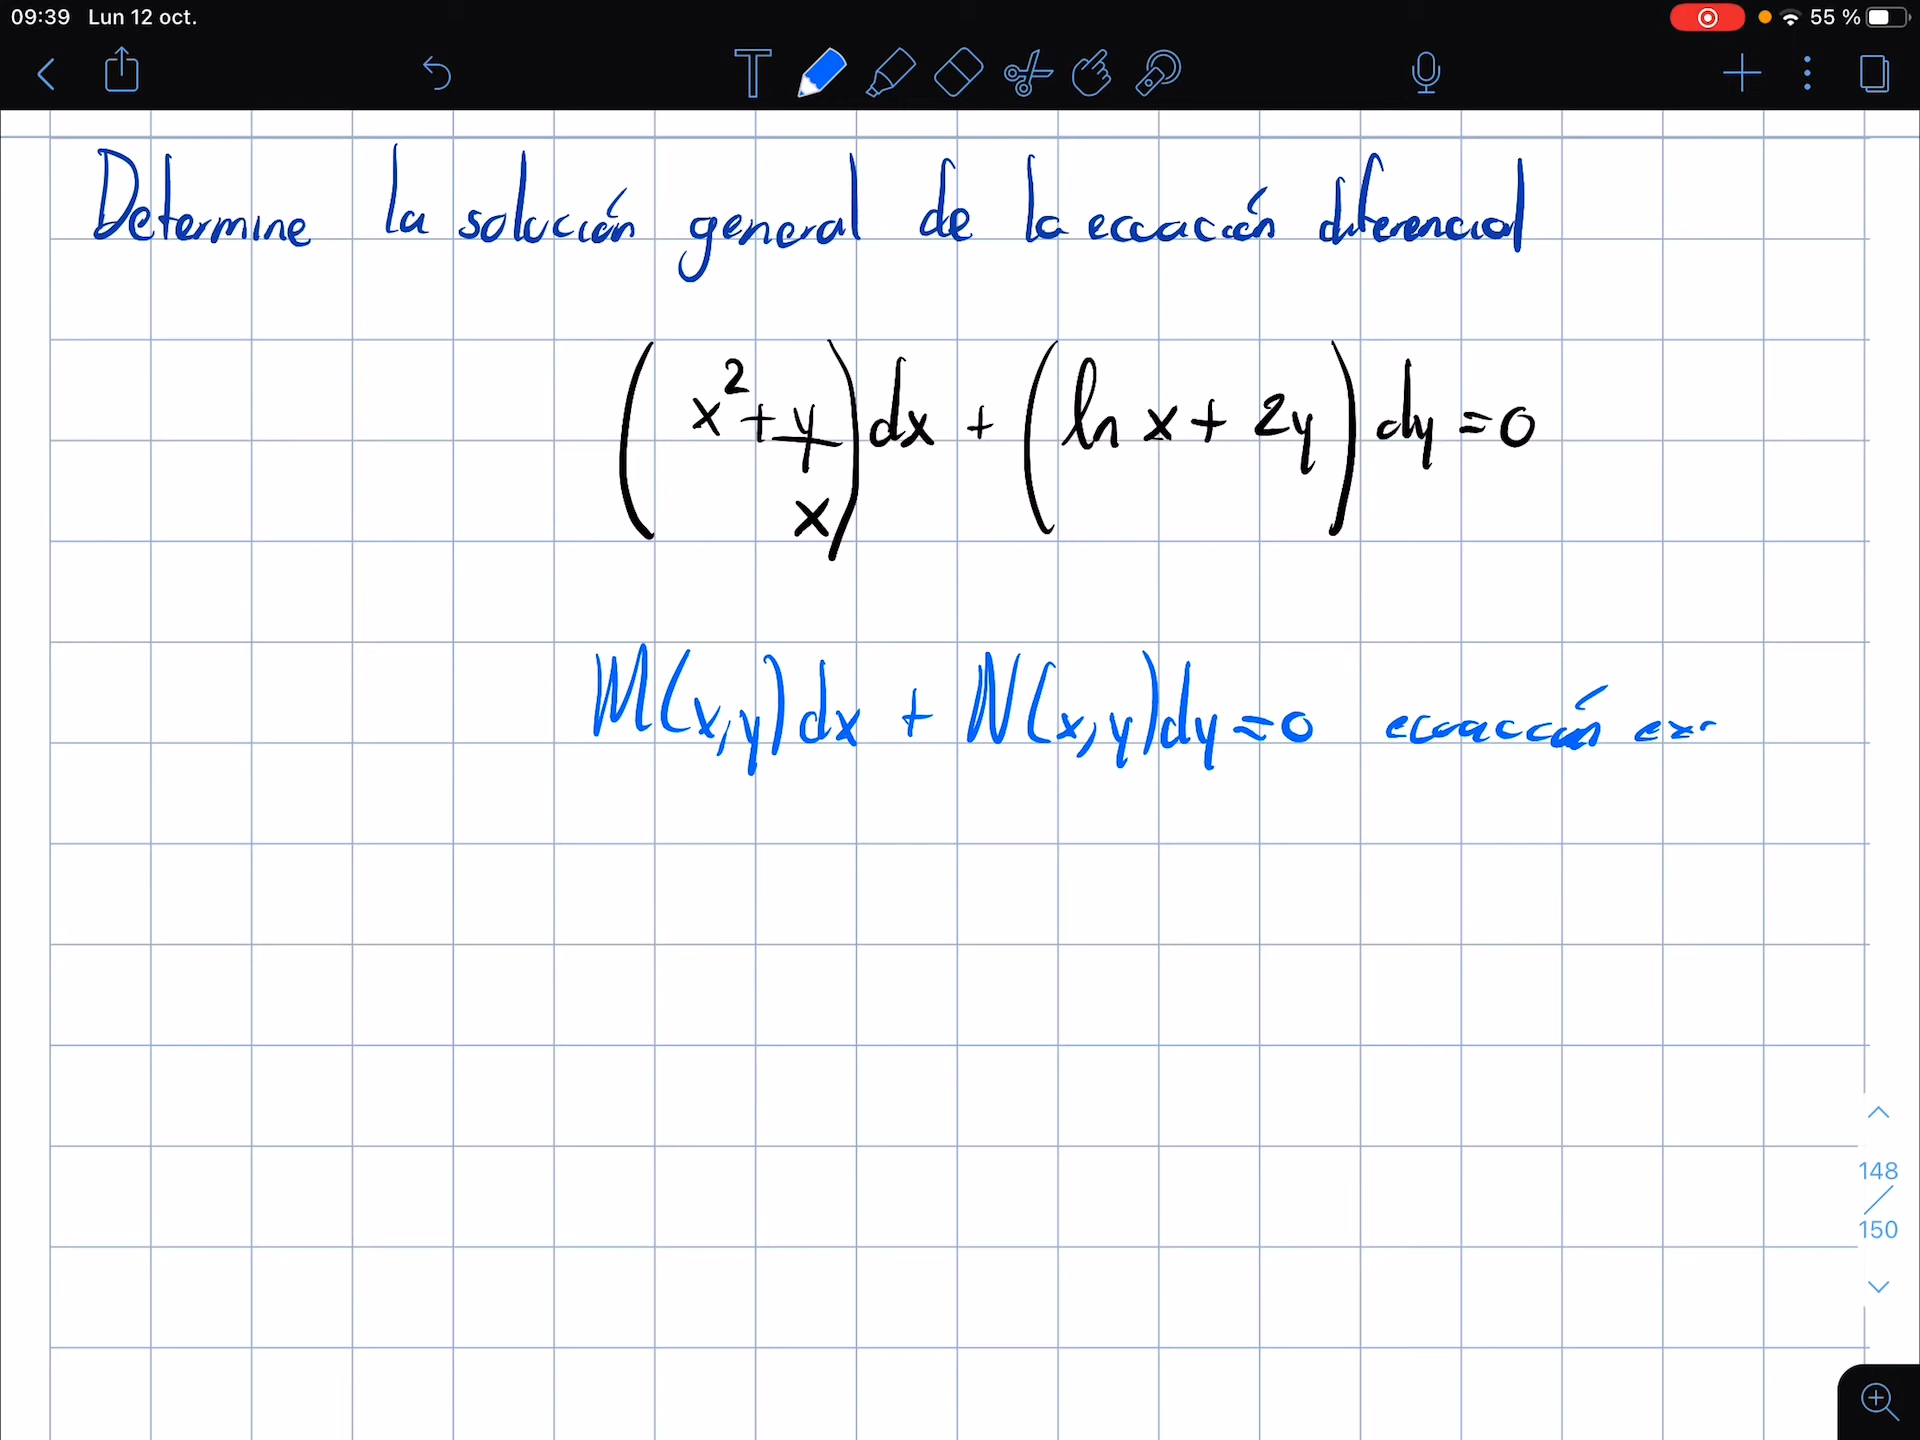 09:39 Lun 12 oct. 55 %
T
Determine la solución general de la ecuación diferencial
(x² + y/x) dx + (ln x + 2y) dy = 0
M(x,y)dx + N(x,y)dy = 0 ecuación exa
148
150